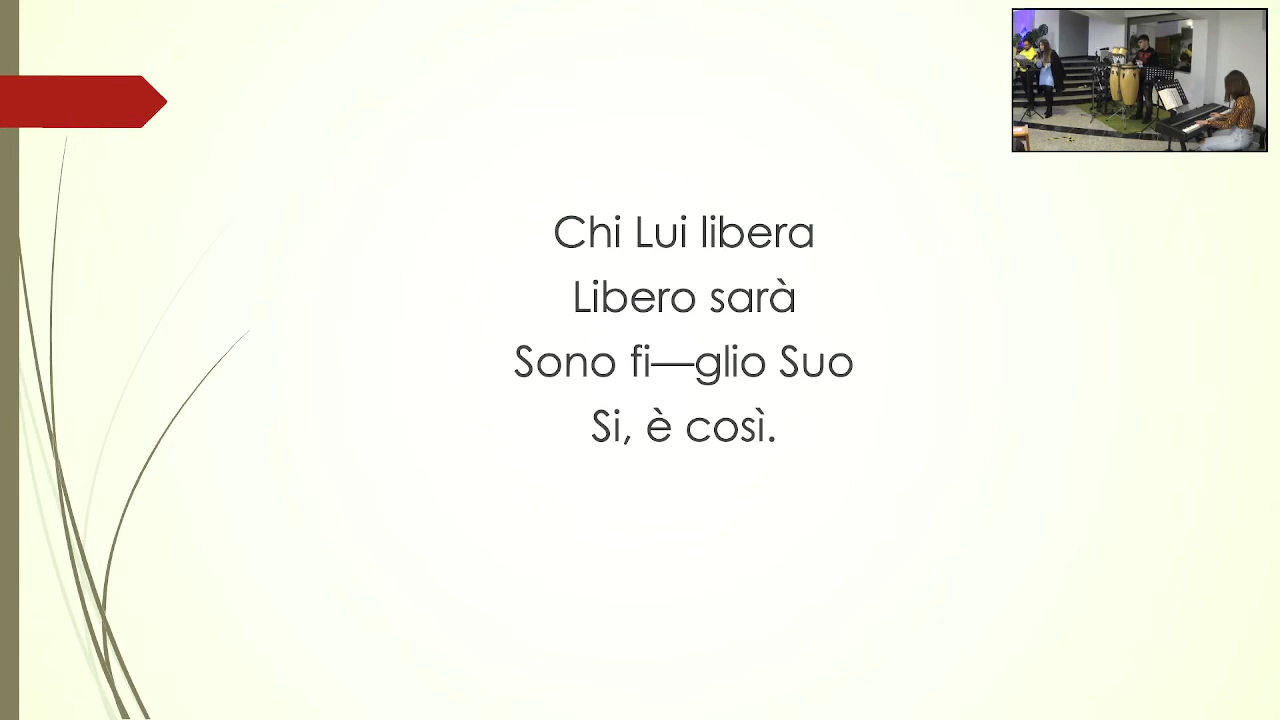 Chi Lui libera
Libero sarà
Sono fi—glio Suo
Si, è così.